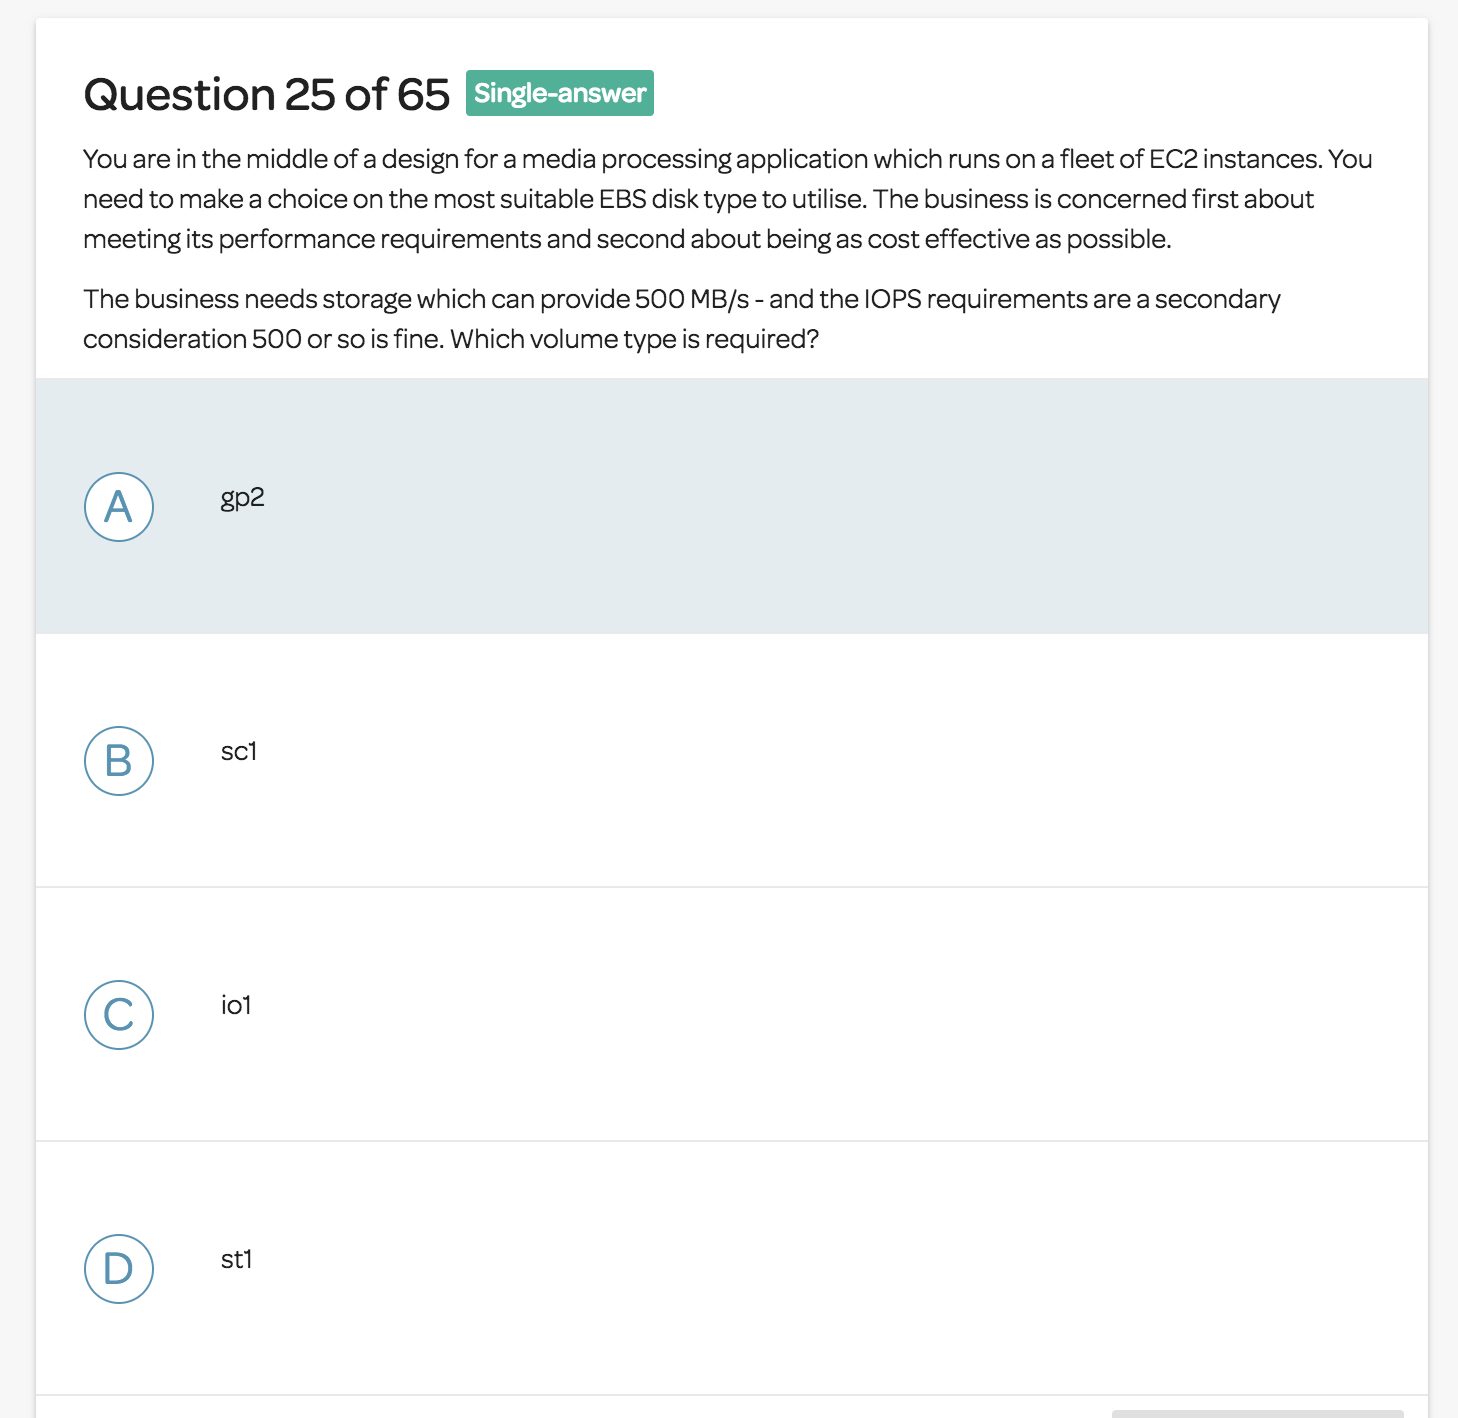 Question 25 of 65 Single-answer
You are in the middle of a design for a media processing application which runs on a fleet of EC2 instances. You
need to make a choice on the most suitable EBS disk type to utilise. The business is concerned first about
meeting its performance requirements and second about being as cost effective as possible.
The business needs storage which can provide 500 MB/s - and the IOPS requirements are a secondary
consideration 500 or so is fine. Which volume type is required?
A gp2
B sc1
C io1
D st1